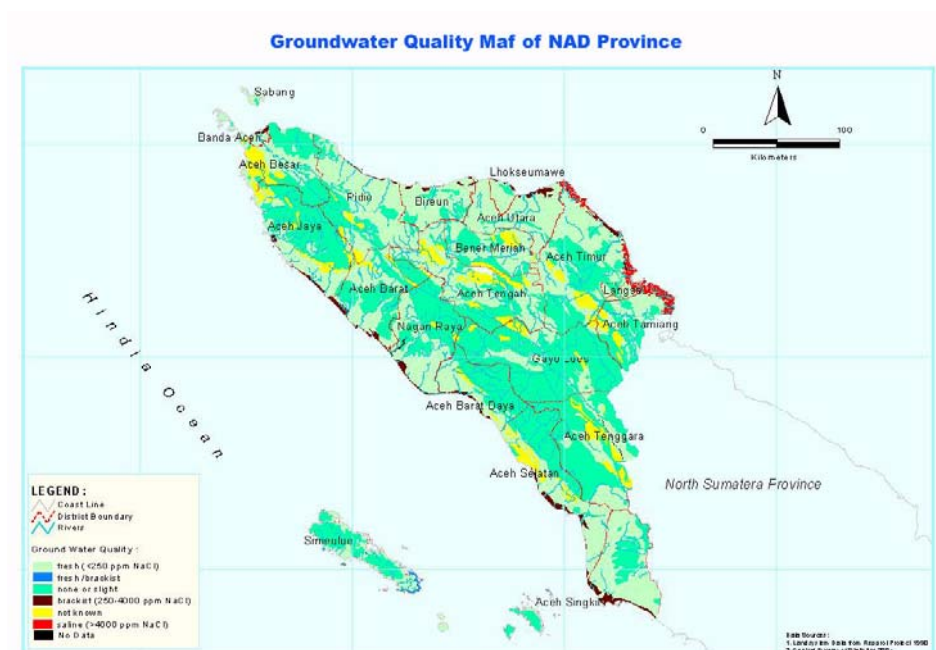 Groundwater Quality Maf of NAD Province
Sabang
N
Banda Aceh
0 100
Kilometers
Aceh Besar
Lhokseumawe
Pidie
Bireun
Aceh Utara
Aceh Jaya
Bener Meriah
Aceh Timur
Aceh Barat
Aceh Tengah
Langsa
Nagan Raya
Aceh Tamiang
Gayo Lues
Hindia Ocean
Aceh Barat Daya
Aceh Tenggara
Aceh Selatan
North Sumatera Province
LEGEND :
Coast Line
District Boundary
Rivers
Simeulue
Ground Water Quality :
fresh (<250 ppm NaCl)
fresh/brackist
none or slight
brackist (250-4000 ppm NaCl)
not known
saline (>4000 ppm NaCl)
No Data
Aceh Singkil
Data Sources :